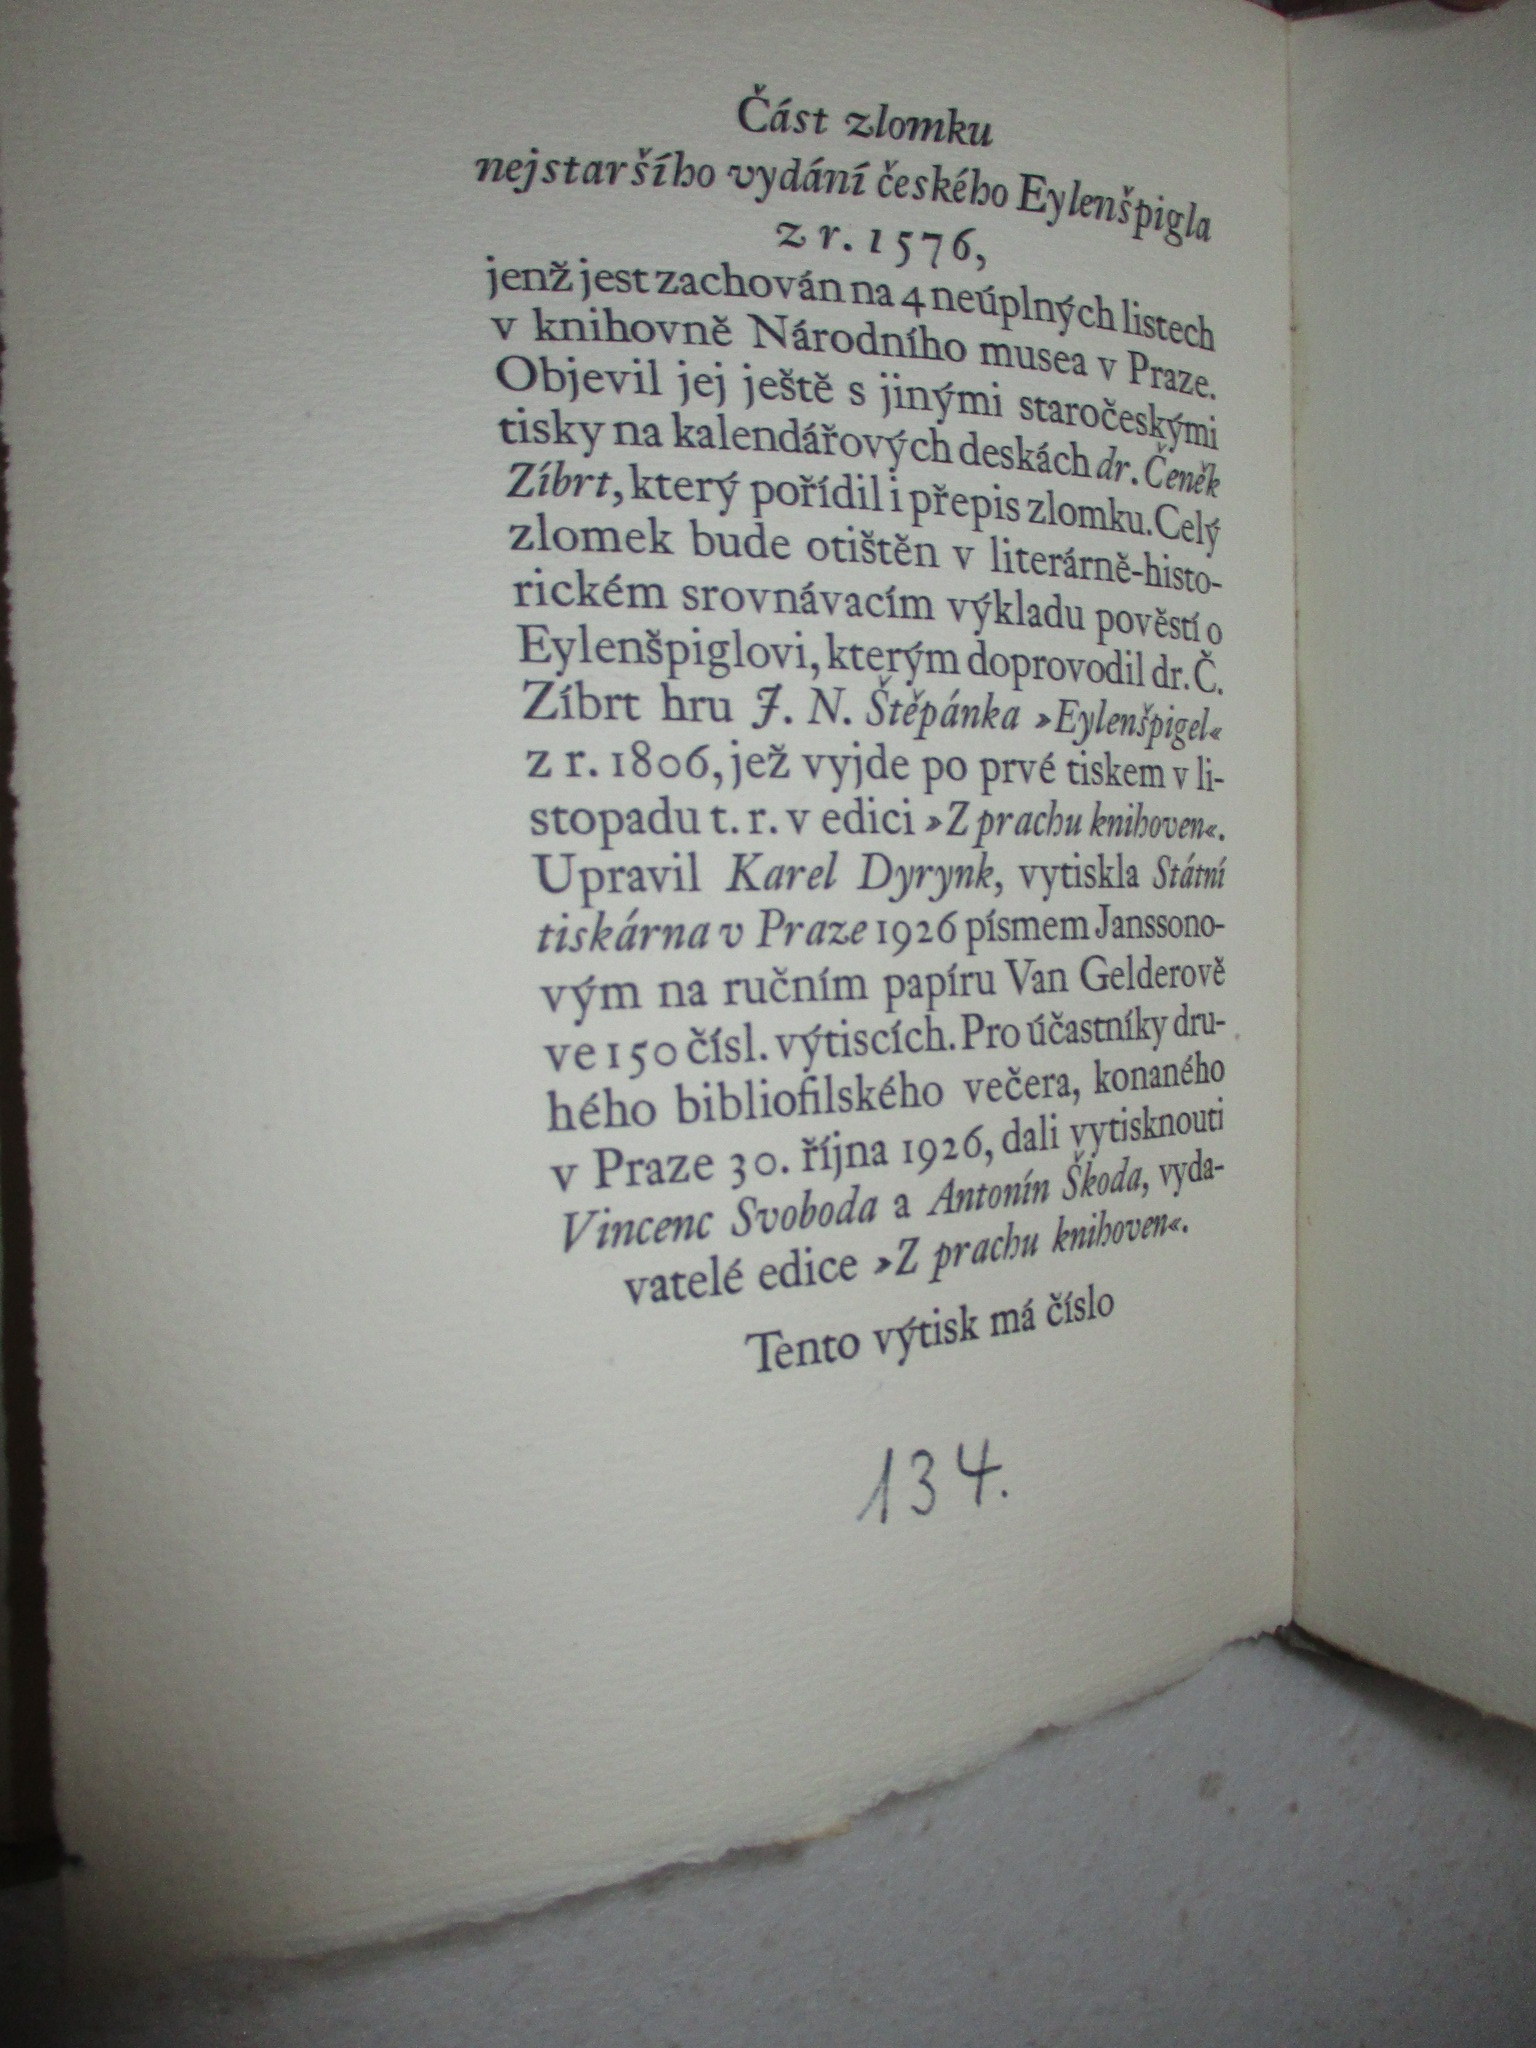 Část zlomku
nejstaršího vydání českého Eylenšpigla
z r. 1576,
jenž jest zachován na 4 neúplných listech
v knihovně Národního musea v Praze.
Objevil jej ještě s jinými staročeskými
tisky na kalendářových deskách dr. Čeněk
Zíbrt, který pořídil i přepis zlomku. Celý
zlomek bude otištěn v literárně-histo-
rickém srovnávacím výkladu pověstí o
Eylenšpiglovi, kterým doprovodil dr. Č.
Zíbrt hru J. N. Štěpánka »Eylenšpigel«
z r. 1806, jež vyjde po prvé tiskem v li-
stopadu t. r. v edici »Z prachu knihoven«.
Upravil Karel Dyrynk, vytiskla Státní
tiskárna v Praze 1926 písmem Janssono-
vým na ručním papíru Van Gelderově
ve 150 čísl. výtiscích. Pro účastníky dru-
hého bibliofilského večera, konaného
v Praze 30. října 1926, dali vytisknouti
Vincenc Svoboda a Antonín Škoda, vyda-
vatelé edice »Z prachu knihoven«.
Tento výtisk má číslo
134.